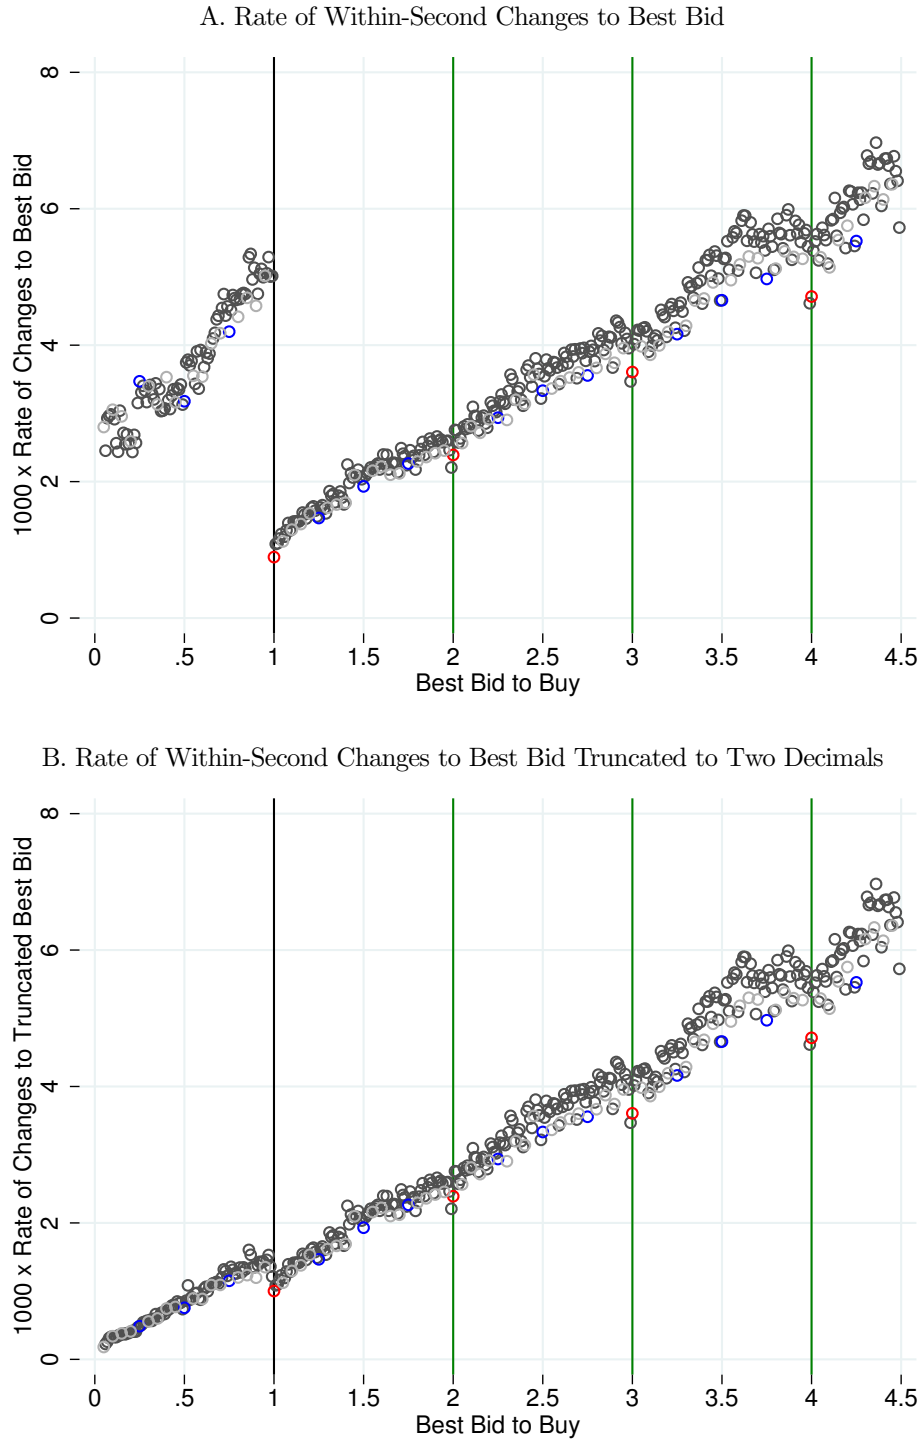 A. Rate of Within-Second Changes to Best Bid
1000 x Rate of Changes to Best Bid
8
6
4
2
0
0 .5 1 1.5 2 2.5 3 3.5 4 4.5
Best Bid to Buy
B. Rate of Within-Second Changes to Best Bid Truncated to Two Decimals
1000 x Rate of Changes to Truncated Best Bid
8
6
4
2
0
0 .5 1 1.5 2 2.5 3 3.5 4 4.5
Best Bid to Buy